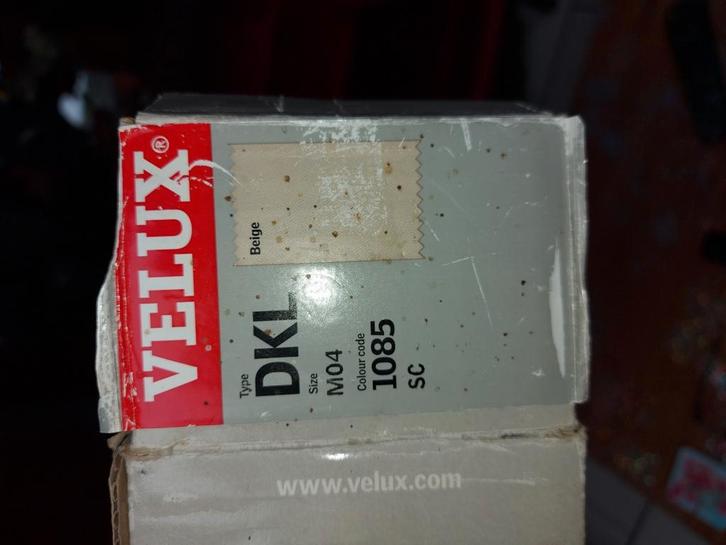 VELUX®
Beige
Type
DKL
Size
M04
Colour code
1085
SC
www.velux.com